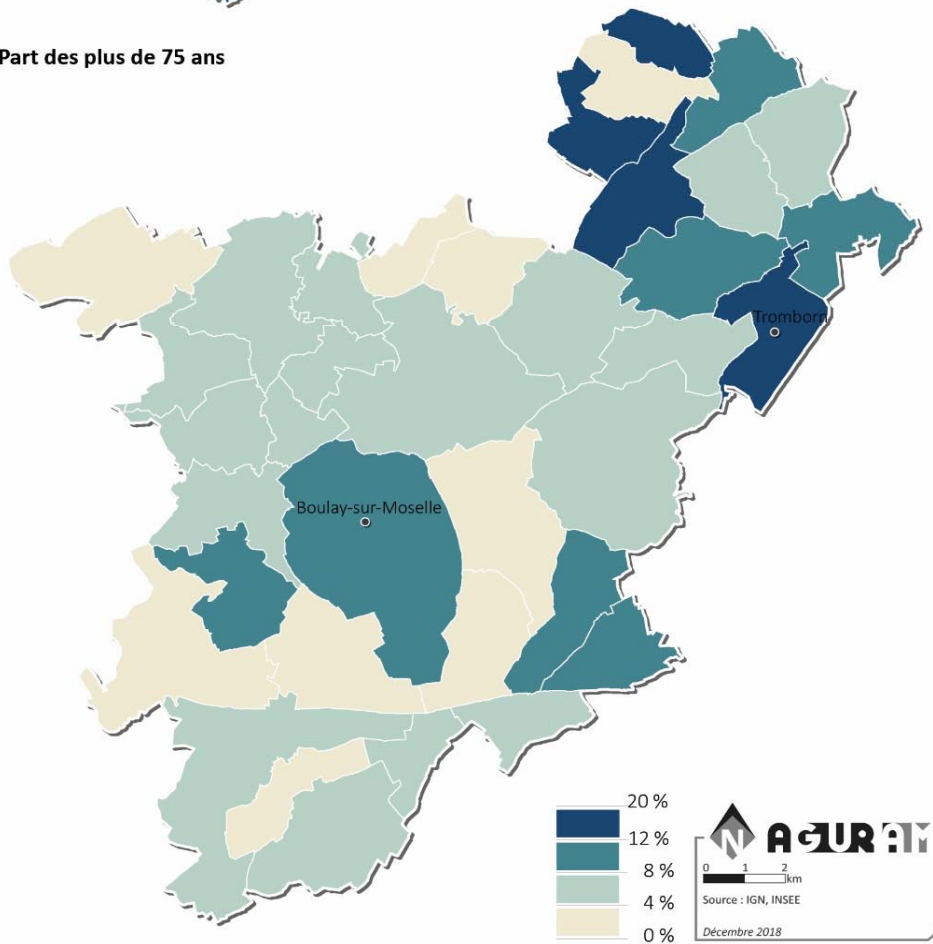 Part des plus de 75 ans
Tromborn
Boulay-sur-Moselle
20 %
12 %
8 %
4 %
0 %
N AGURAM
0 1 2
km
Source : IGN, INSEE
Décembre 2018